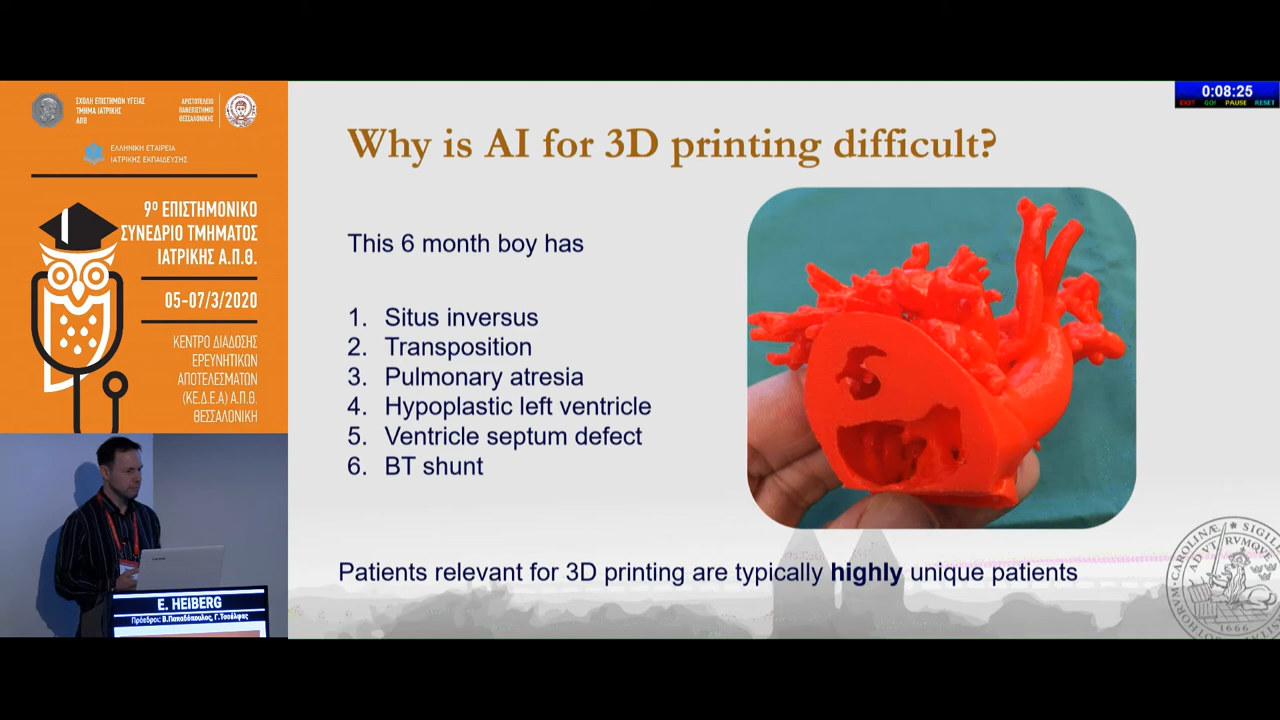 ΣΧΟΛΗ ΕΠΙΣΤΗΜΩΝ ΥΓΕΙΑΣ
ΤΜΗΜΑ ΙΑΤΡΙΚΗΣ
ΑΠΘ
ΑΡΙΣΤΟΤΕΛΕΙΟ
ΠΑΝΕΠΙΣΤΗΜΙΟ
ΘΕΣΣΑΛΟΝΙΚΗΣ
ΕΛΛΗΝΙΚΗ ΕΤΑΙΡΕΙΑ
ΙΑΤΡΙΚΗΣ ΕΚΠΑΙΔΕΥΣΗΣ
9ο ΕΠΙΣΤΗΜΟΝΙΚΟ
ΣΥΝΕΔΡΙΟ ΤΜΗΜΑΤΟΣ
ΙΑΤΡΙΚΗΣ Α.Π.Θ.
05-07/3/2020
ΚΕΝΤΡΟ ΔΙΑΔΟΣΗΣ
ΕΡΕΥΝΗΤΙΚΩΝ
ΑΠΟΤΕΛΕΣΜΑΤΩΝ
(ΚΕ.Δ.Ε.Α) Α.Π.Θ.
ΘΕΣΣΑΛΟΝΙΚΗ
E. HEIBERG
Πρόεδροι: Β.Παπαδόπουλος, Γ.Τσούλφας
0:08:25
EXIT GO! PAUSE RESET
Why is AI for 3D printing difficult?
This 6 month boy has
1. Situs inversus
2. Transposition
3. Pulmonary atresia
4. Hypoplastic left ventricle
5. Ventricle septum defect
6. BT shunt
Patients relevant for 3D printing are typically highly unique patients
1666